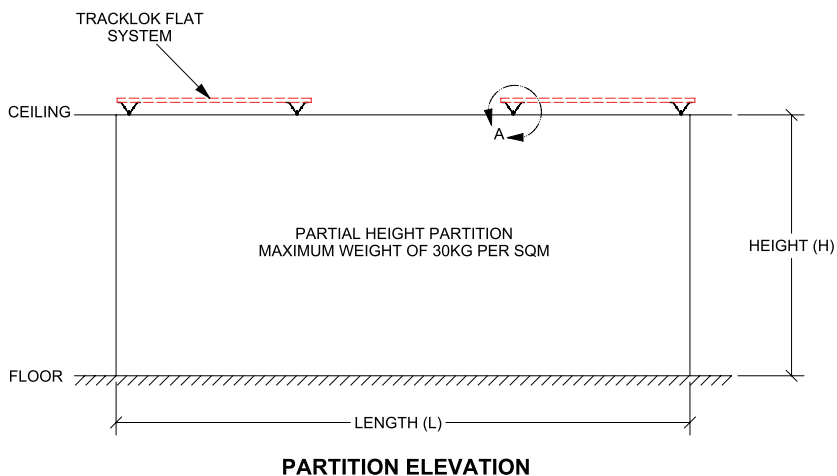 TRACKLOK FLAT
SYSTEM
CEILING
A
PARTIAL HEIGHT PARTITION
MAXIMUM WEIGHT OF 30KG PER SQM
HEIGHT (H)
FLOOR
LENGTH (L)
PARTITION ELEVATION